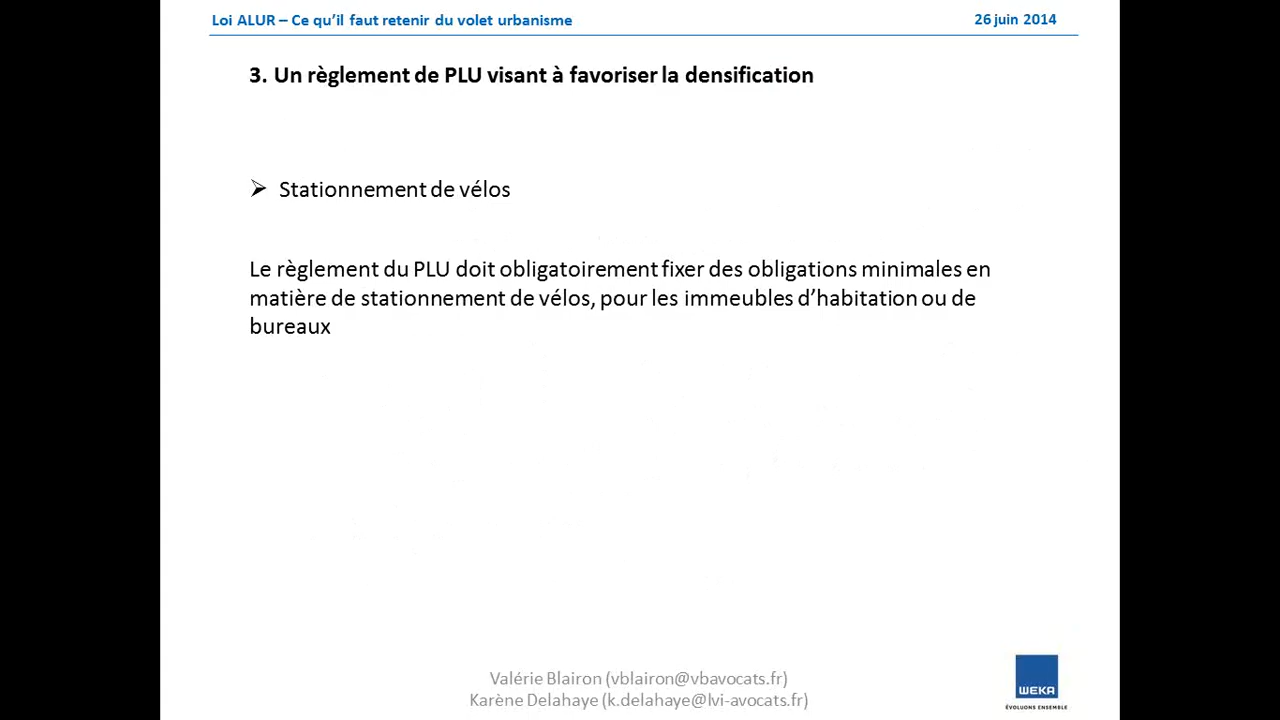 Loi ALUR – Ce qu’il faut retenir du volet urbanisme
26 juin 2014
3. Un règlement de PLU visant à favoriser la densification
➢ Stationnement de vélos
Le règlement du PLU doit obligatoirement fixer des obligations minimales en
matière de stationnement de vélos, pour les immeubles d’habitation ou de
bureaux
Valérie Blairon (vblairon@vbavocats.fr)
Karène Delahaye (k.delahaye@lvi-avocats.fr)
WEKA
ÉVOLUONS ENSEMBLE